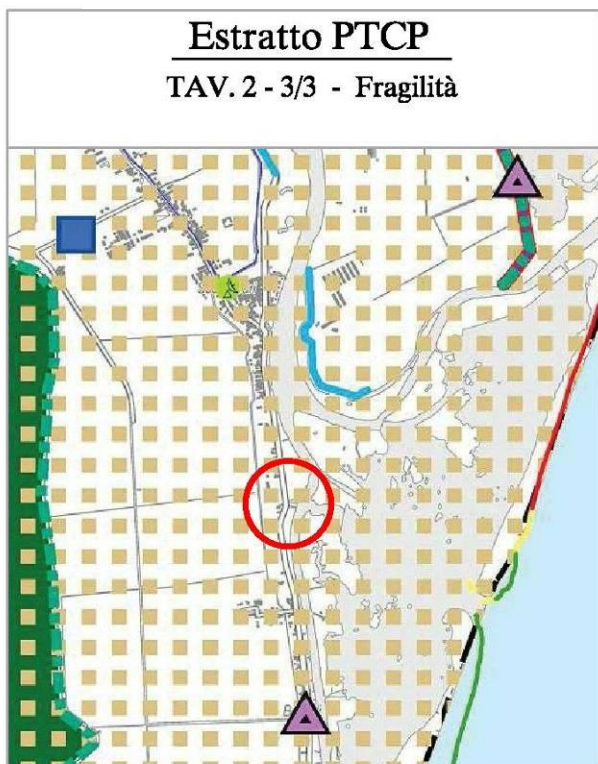 Estratto PTCP
TAV. 2 - 3/3 - Fragilità